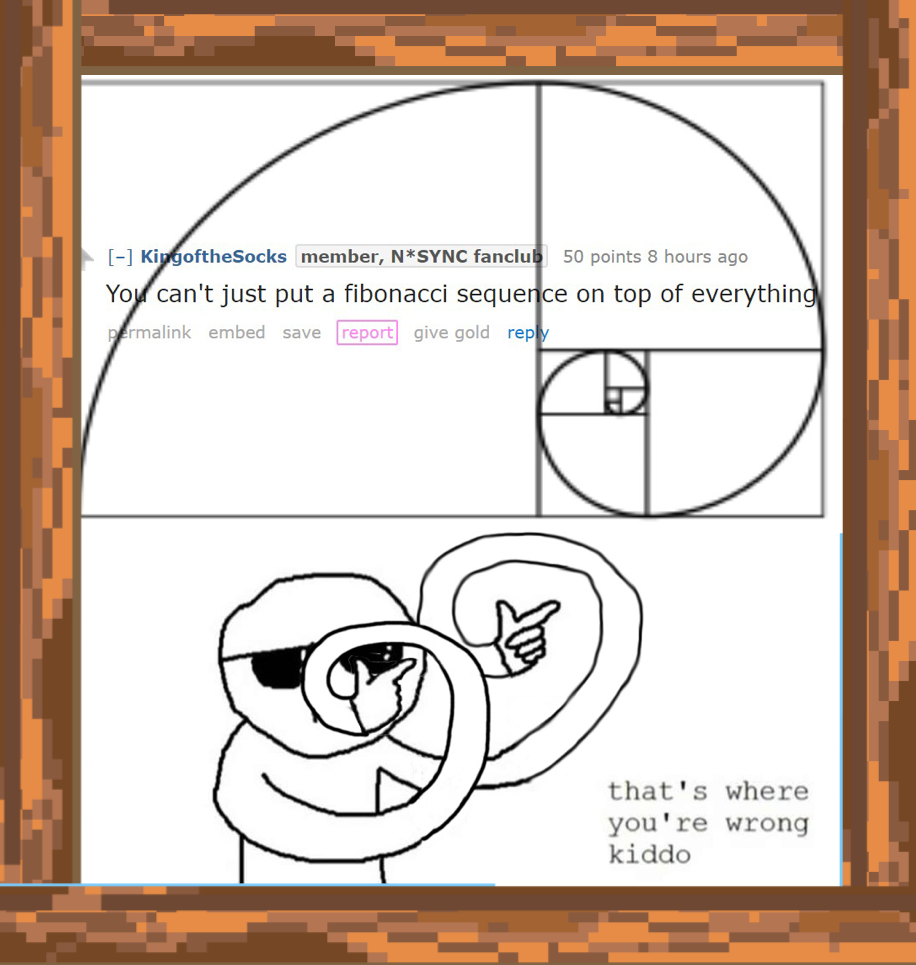 [–] KingoftheSocks member, N*SYNC fanclub 50 points 8 hours ago
You can't just put a fibonacci sequence on top of everything
permalink embed save report give gold reply
that's where
you're wrong
kiddo